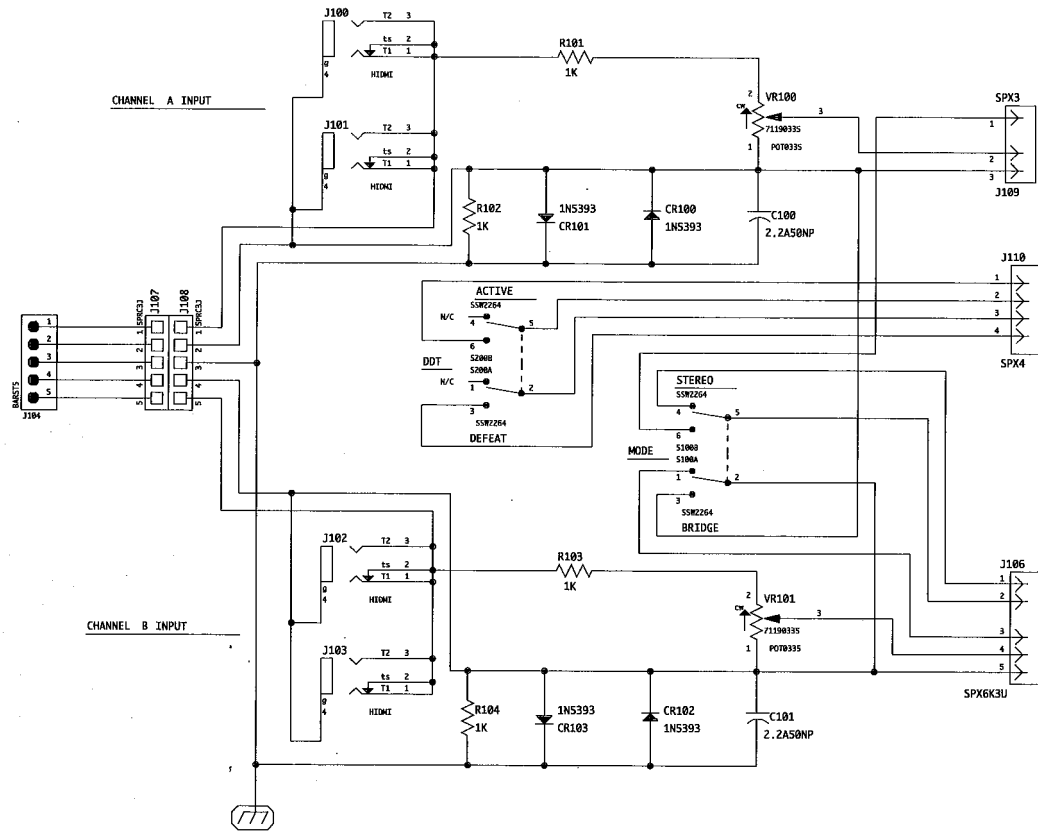 J100
T2 3
ts 2
T1 1
g
4
HIDMI
CHANNEL A INPUT
J101
T2 3
ts 2
T1 1
g
4
HIDMI
R101
1K
2
VR100
CW
71190335
1
POT0335
3
SPX3
1
2
3
J109
R102
1K
1N5393
CR101
CR100
1N5393
C100
2.2A50NP
J107
J108
SPRC3J
SPRC3J
1
2
3
4
5
1
2
3
4
5
1
2
3
4
5
BARSTS
J104
ACTIVE
SSW2264
N/C
4
5
6
S200B
S200A
DDT
N/C
1
2
3
SSW2264
DEFEAT
J110
1
2
3
4
SPX4
STEREO
SSW2264
4
5
6
S100B
S100A
MODE
1
2
3
SSW2264
BRIDGE
J102
T2 3
ts 2
T1 1
g
4
HIDMI
CHANNEL B INPUT
J103
T2 3
ts 2
T1 1
g
4
HIDMI
R103
1K
2
VR101
CW
71190335
1
POT0335
3
J106
1
2
3
4
5
SPX6K3U
R104
1K
1N5393
CR103
CR102
1N5393
C101
2.2A50NP